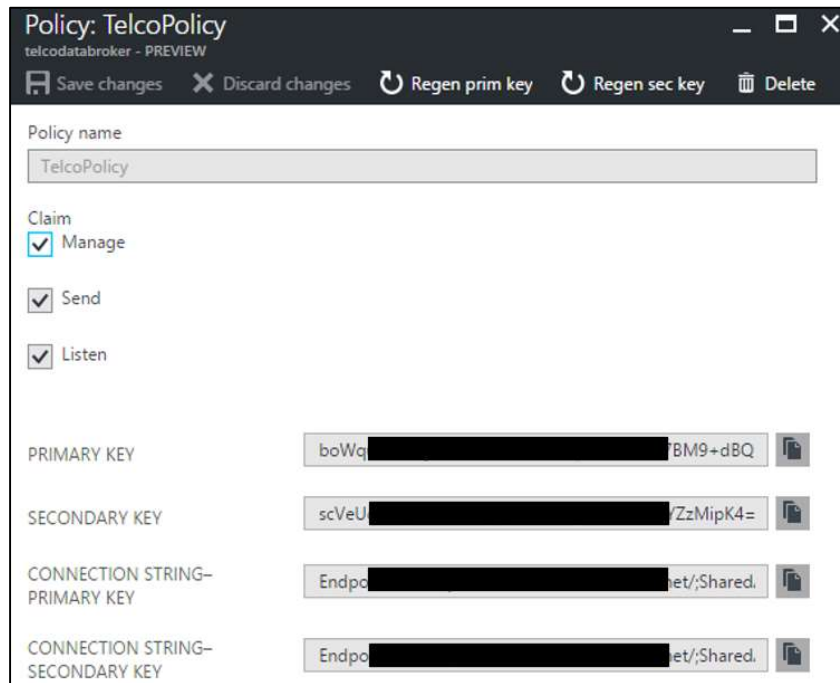 Policy: TelcoPolicy
telcodatabroker - PREVIEW
Save changes Discard changes Regen prim key Regen sec key Delete
Policy name
TelcoPolicy
Claim
Manage
Send
Listen
PRIMARY KEY boWq 7BM9+dBQ
SECONDARY KEY scVeU YZzMipK4=
CONNECTION STRING–
PRIMARY KEY
Endpo net/;Shared
CONNECTION STRING–
SECONDARY KEY
Endpo net/;Shared